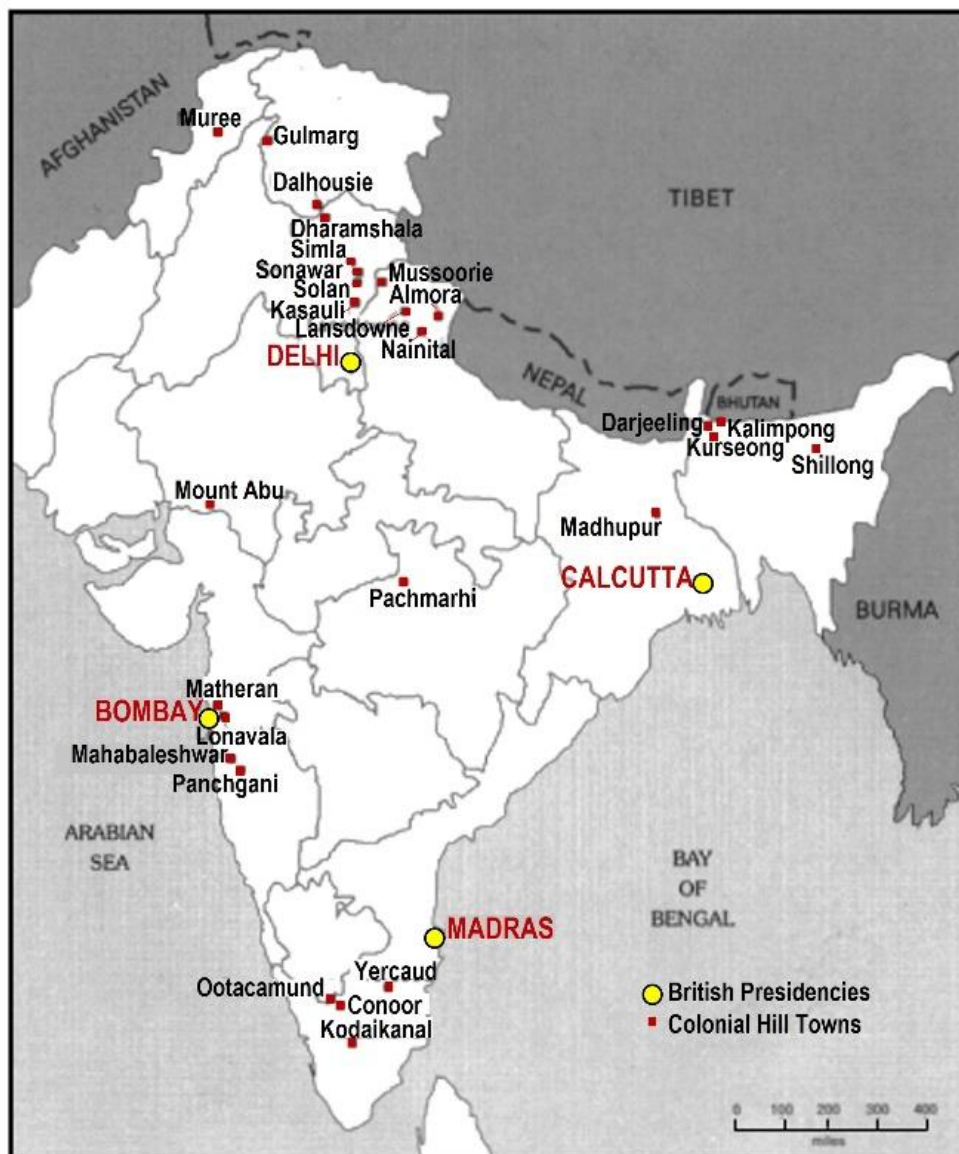 AFGHANISTAN
Muree
Gulmarg
TIBET
Dalhousie
Dharamshala
Simla
Sonawar
Solan
Kasauli
Mussoorie
Almora
Lansdowne
Nainital
DELHI
NEPAL
BHUTAN
Darjeeling
Kalimpong
Kurseong
Shillong
Mount Abu
Madhupur
CALCUTTA
Pachmarhi
BURMA
Matheran
BOMBAY
Lonavala
Mahabaleshwar
Panchgani
ARABIAN
SEA
BAY
OF
BENGAL
MADRAS
Yercaud
Ootacamund
Conoor
Kodaikanal
British Presidencies
Colonial Hill Towns
0 100 200 300 400
miles